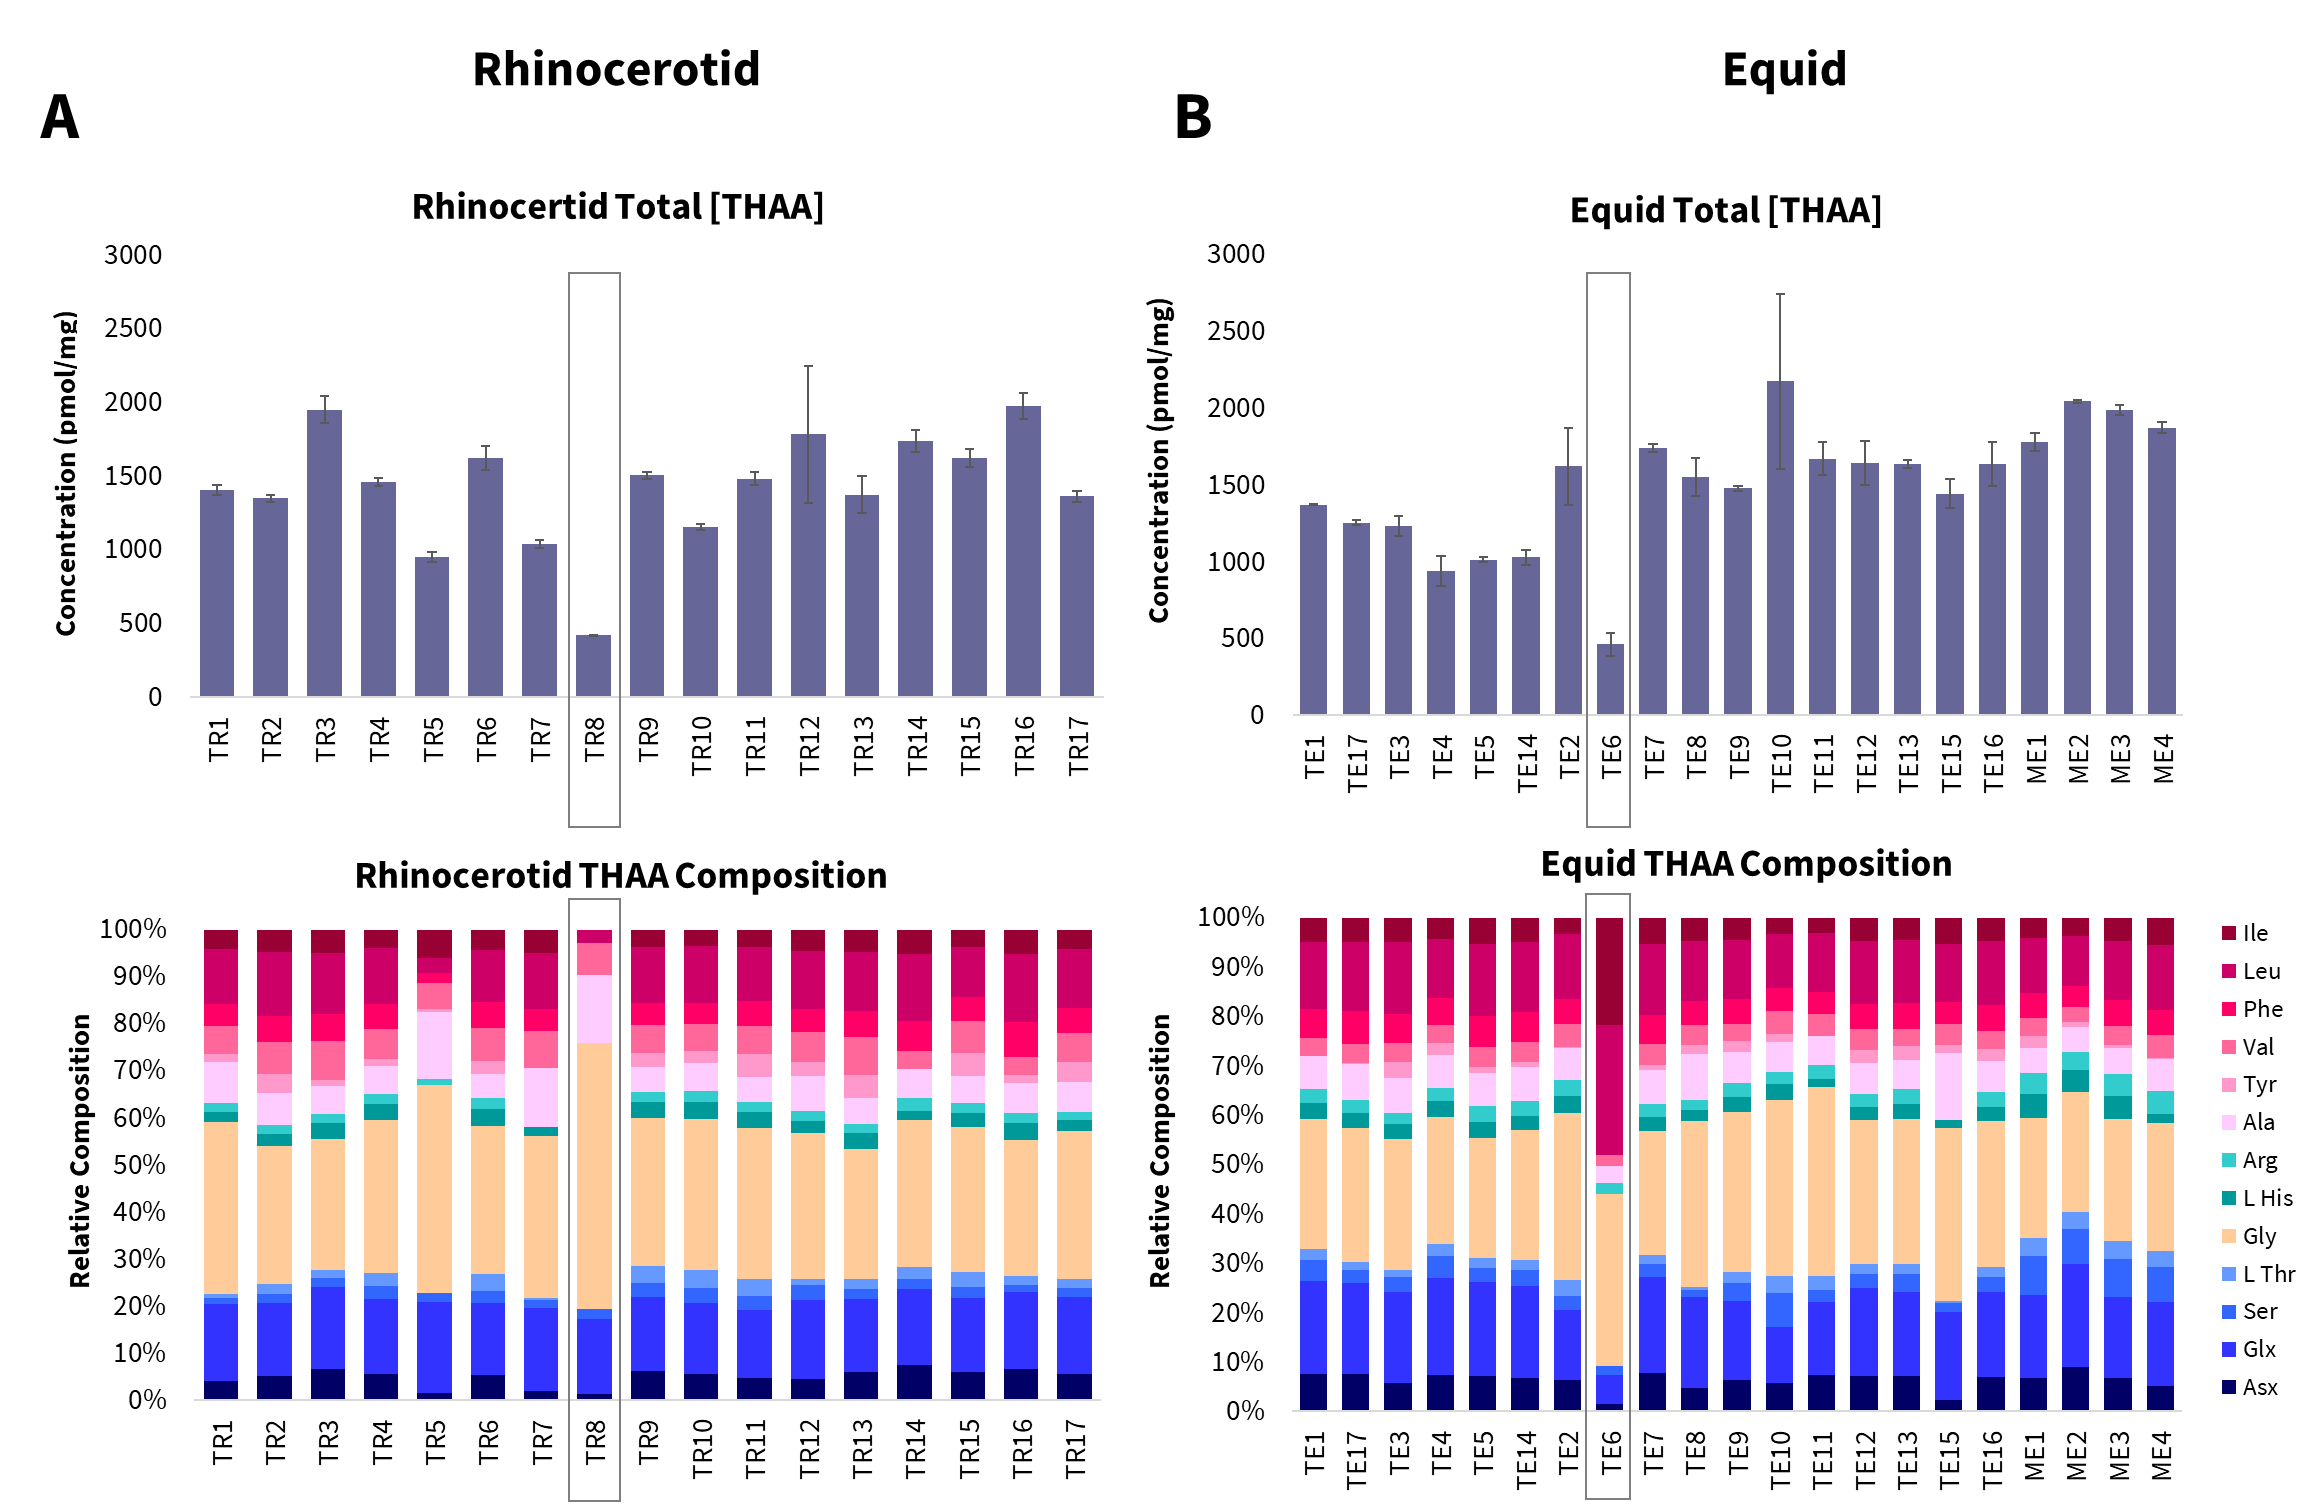 Rhinocerotid
Equid
A
B
Rhinocertid Total [THAA]
Concentration (pmol/mg)
3000
2500
2000
1500
1000
500
0
TR1 TR2 TR3 TR4 TR5 TR6 TR7 TR8 TR9 TR10 TR11 TR12 TR13 TR14 TR15 TR16 TR17
Equid Total [THAA]
Concentration (pmol/mg)
3000
2500
2000
1500
1000
500
0
TE1 TE17 TE3 TE4 TE5 TE14 TE2 TE6 TE7 TE8 TE9 TE10 TE11 TE12 TE13 TE15 TE16 ME1 ME2 ME3 ME4
Rhinocerotid THAA Composition
Relative Composition
100%
90%
80%
70%
60%
50%
40%
30%
20%
10%
0%
TR1 TR2 TR3 TR4 TR5 TR6 TR7 TR8 TR9 TR10 TR11 TR12 TR13 TR14 TR15 TR16 TR17
Equid THAA Composition
Relative Composition
100%
90%
80%
70%
60%
50%
40%
30%
20%
10%
0%
TE1 TE17 TE3 TE4 TE5 TE14 TE2 TE6 TE7 TE8 TE9 TE10 TE11 TE12 TE13 TE15 TE16 ME1 ME2 ME3 ME4
Ile
Leu
Phe
Val
Tyr
Ala
Arg
L His
Gly
L Thr
Ser
Glx
Asx